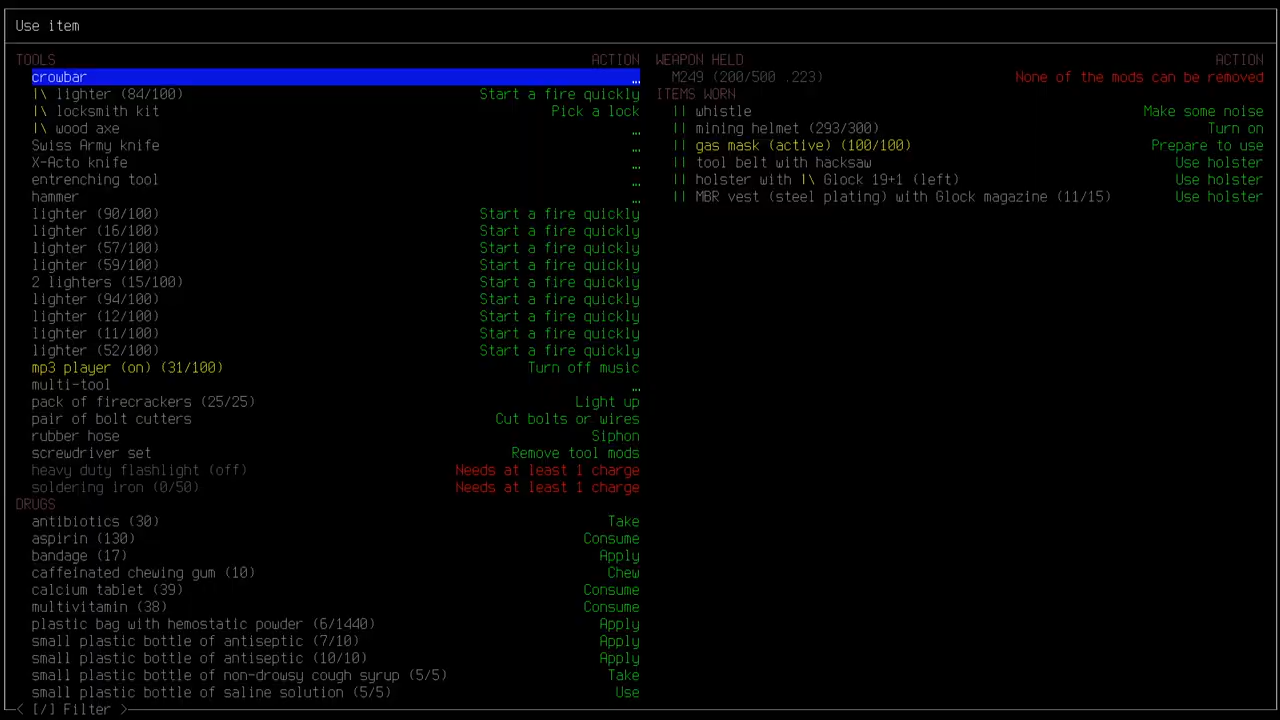 Use item
TOOLS ACTION
crowbar …
|\ lighter (84/100) Start a fire quickly
|\ locksmith kit Pick a lock
|\ wood axe …
Swiss Army knife …
X-Acto knife …
entrenching tool …
hammer …
lighter (90/100) Start a fire quickly
lighter (16/100) Start a fire quickly
lighter (57/100) Start a fire quickly
lighter (59/100) Start a fire quickly
2 lighters (15/100) Start a fire quickly
lighter (94/100) Start a fire quickly
lighter (12/100) Start a fire quickly
lighter (11/100) Start a fire quickly
lighter (52/100) Start a fire quickly
mp3 player (on) (31/100) Turn off music
multi-tool …
pack of firecrackers (25/25) Light up
pair of bolt cutters Cut bolts or wires
rubber hose Siphon
screwdriver set Remove tool mods
heavy duty flashlight (off) Needs at least 1 charge
soldering iron (0/50) Needs at least 1 charge
DRUGS
antibiotics (30) Take
aspirin (130) Consume
bandage (17) Apply
caffeinated chewing gum (10) Chew
calcium tablet (39) Consume
multivitamin (38) Consume
plastic bag with hemostatic powder (6/1440) Apply
small plastic bottle of antiseptic (7/10) Apply
small plastic bottle of antiseptic (10/10) Apply
small plastic bottle of non-drowsy cough syrup (5/5) Take
small plastic bottle of saline solution (5/5) Use
WEAPON HELD ACTION
M249 (200/500 .223) None of the mods can be removed
ITEMS WORN
|| whistle Make some noise
|| mining helmet (293/300) Turn on
|| gas mask (active) (100/100) Prepare to use
|| tool belt with hacksaw Use holster
|| holster with |\ Glock 19+1 (left) Use holster
|| MBR vest (steel plating) with Glock magazine (11/15) Use holster
< [/] Filter >